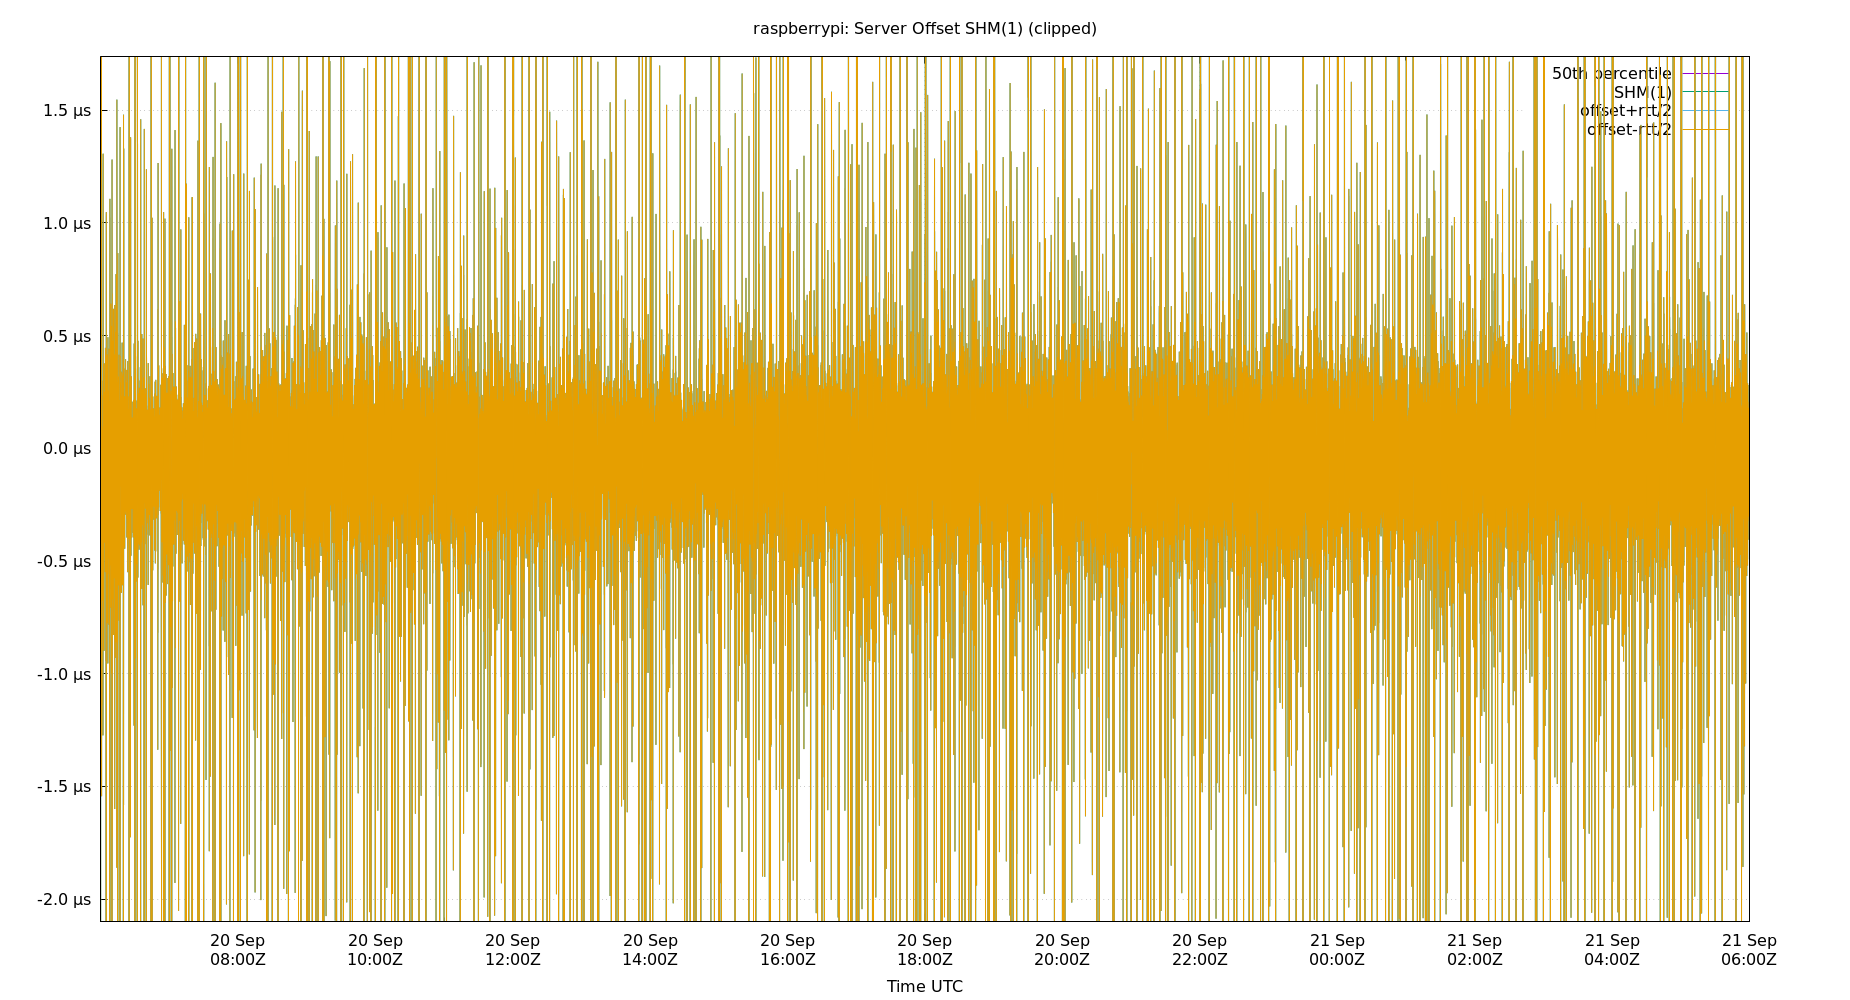 raspberrypi: Server Offset SHM(1) (clipped)
50th percentile
SHM(1)
offset+rtt/2
offset-rtt/2
1.5 µs
1.0 µs
0.5 µs
0.0 µs
-0.5 µs
-1.0 µs
-1.5 µs
-2.0 µs
20 Sep 20 Sep 20 Sep 20 Sep 20 Sep 20 Sep 20 Sep 20 Sep 21 Sep 21 Sep 21 Sep 21 Sep
08:00Z 10:00Z 12:00Z 14:00Z 16:00Z 18:00Z 20:00Z 22:00Z 00:00Z 02:00Z 04:00Z 06:00Z
Time UTC